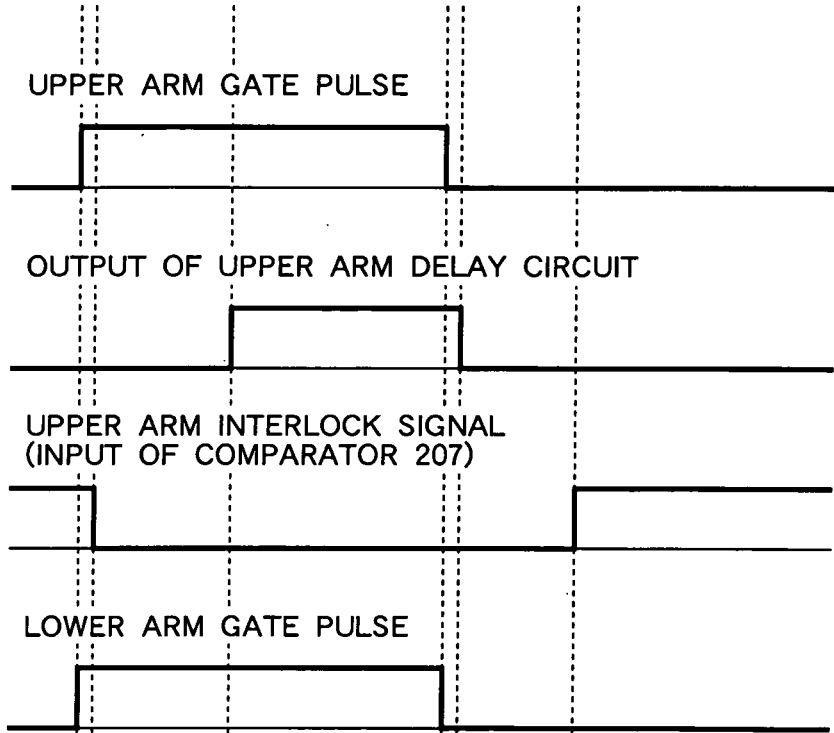 UPPER ARM GATE PULSE
OUTPUT OF UPPER ARM DELAY CIRCUIT
UPPER ARM INTERLOCK SIGNAL
(INPUT OF COMPARATOR 207)
LOWER ARM GATE PULSE